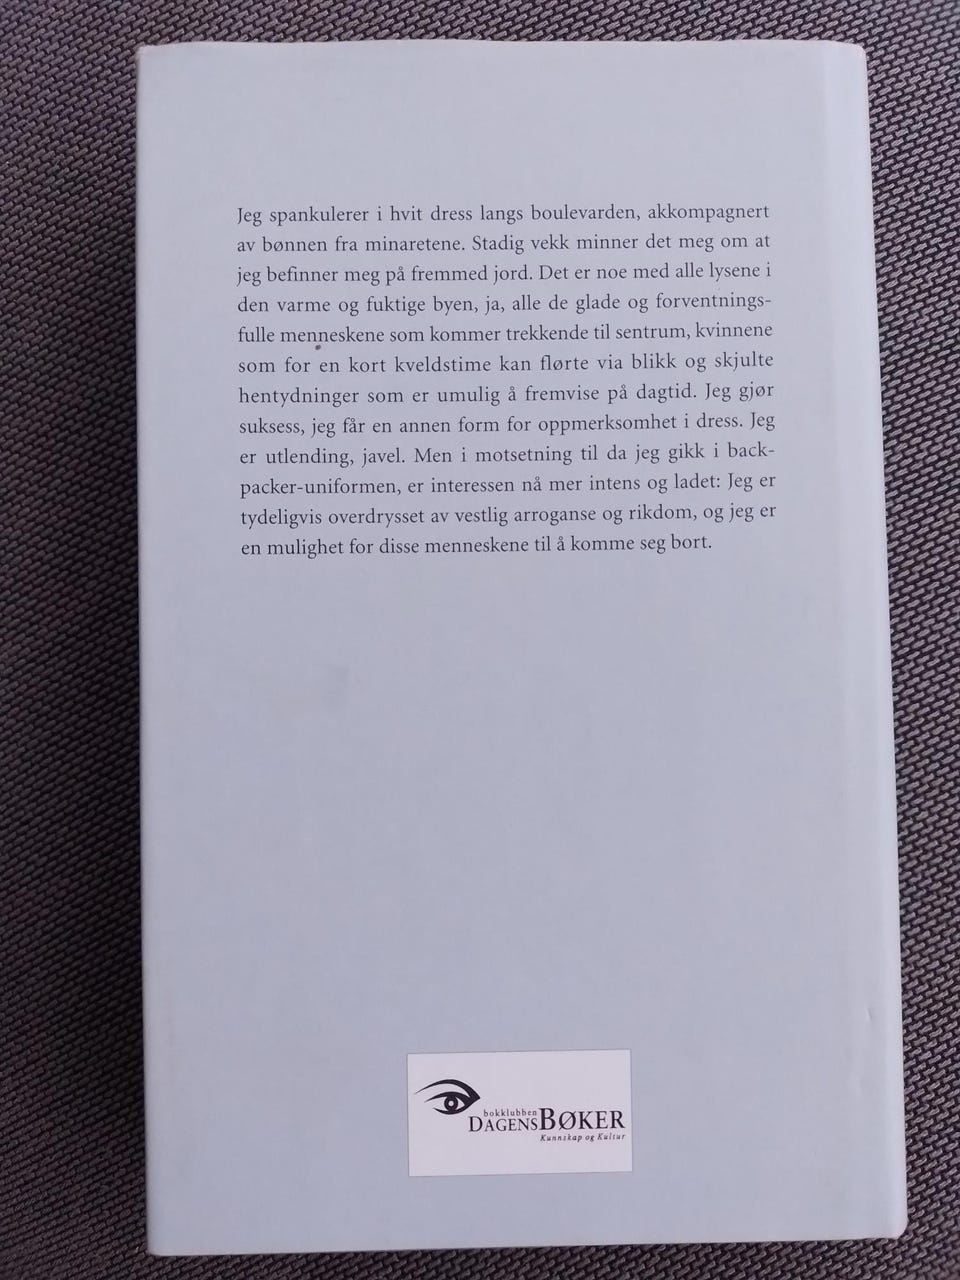 Jeg spankulerer i hvit dress langs boulevarden, akkompagnert
av bønnen fra minaretene. Stadig vekk minner det meg om at
jeg befinner meg på fremmed jord. Det er noe med alle lysene i
den varme og fuktige byen, ja, alle de glade og forventnings-
fulle menneskene som kommer trekkende til sentrum, kvinnene
som for en kort kveldstime kan flørte via blikk og skjulte
hentydninger som er umulig å fremvise på dagtid. Jeg gjør
suksess, jeg får en annen form for oppmerksomhet i dress. Jeg
er utlending, javel. Men i motsetning til da jeg gikk i back-
packer-uniformen, er interessen nå mer intens og ladet: Jeg er
tydeligvis overdrysset av vestlig arroganse og rikdom, og jeg er
en mulighet for disse menneskene til å komme seg bort.
bokklubben
DAGENSBØKER
Kunnskap og Kultur